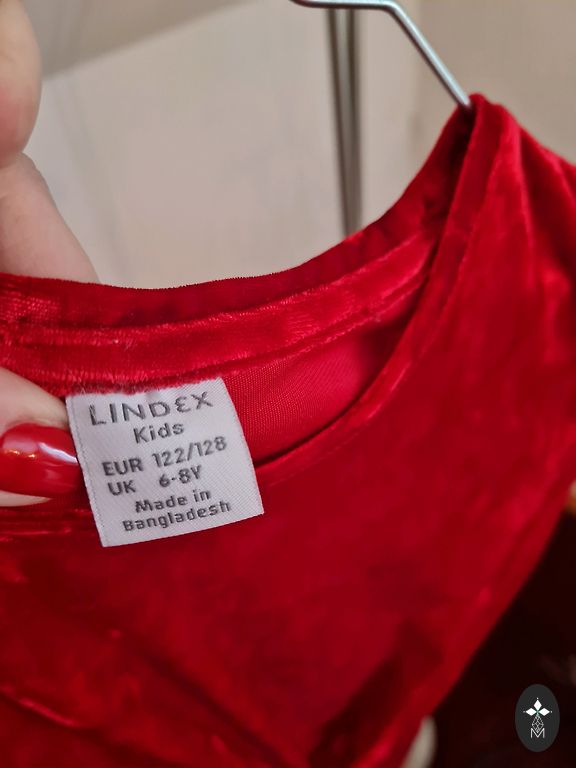 LINDEX
Kids
EUR 122/128
UK 6-8Y
Made in
Bangladesh